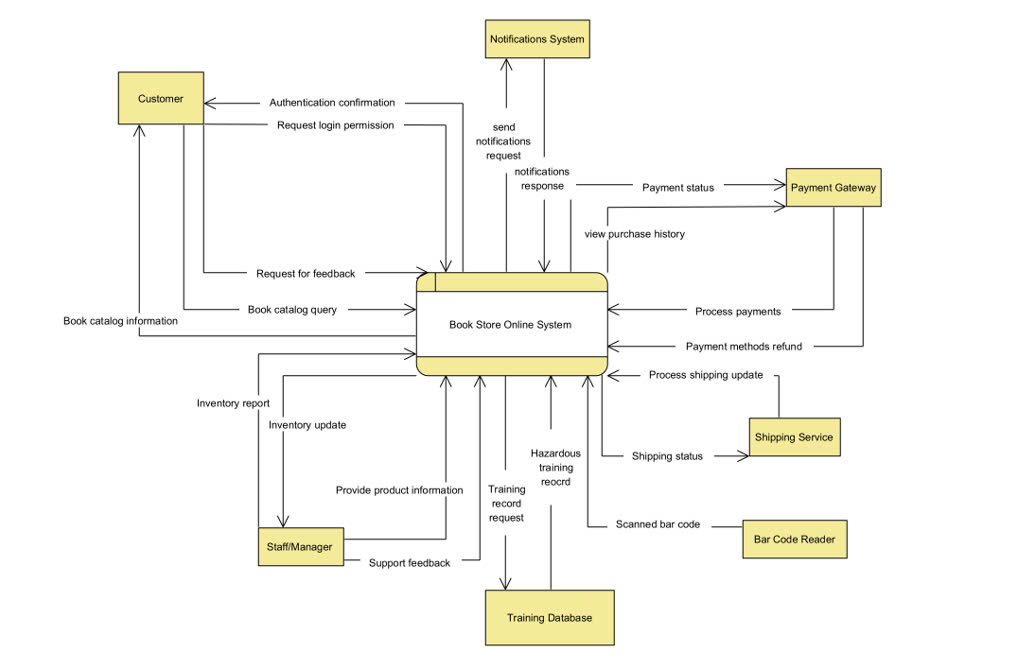 Notifications System
Customer
Authentication confirmation
Request login permission
send
notifications
request
notifications
response
Payment status
Payment Gateway
view purchase history
Request for feedback
Book catalog query
Process payments
Book catalog information
Book Store Online System
Payment methods refund
Process shipping update
Inventory report
Inventory update
Shipping Service
Hazardous
training
reocrd
Shipping status
Provide product information
Training
record
request
Scanned bar code
Bar Code Reader
Staff/Manager
Support feedback
Training Database